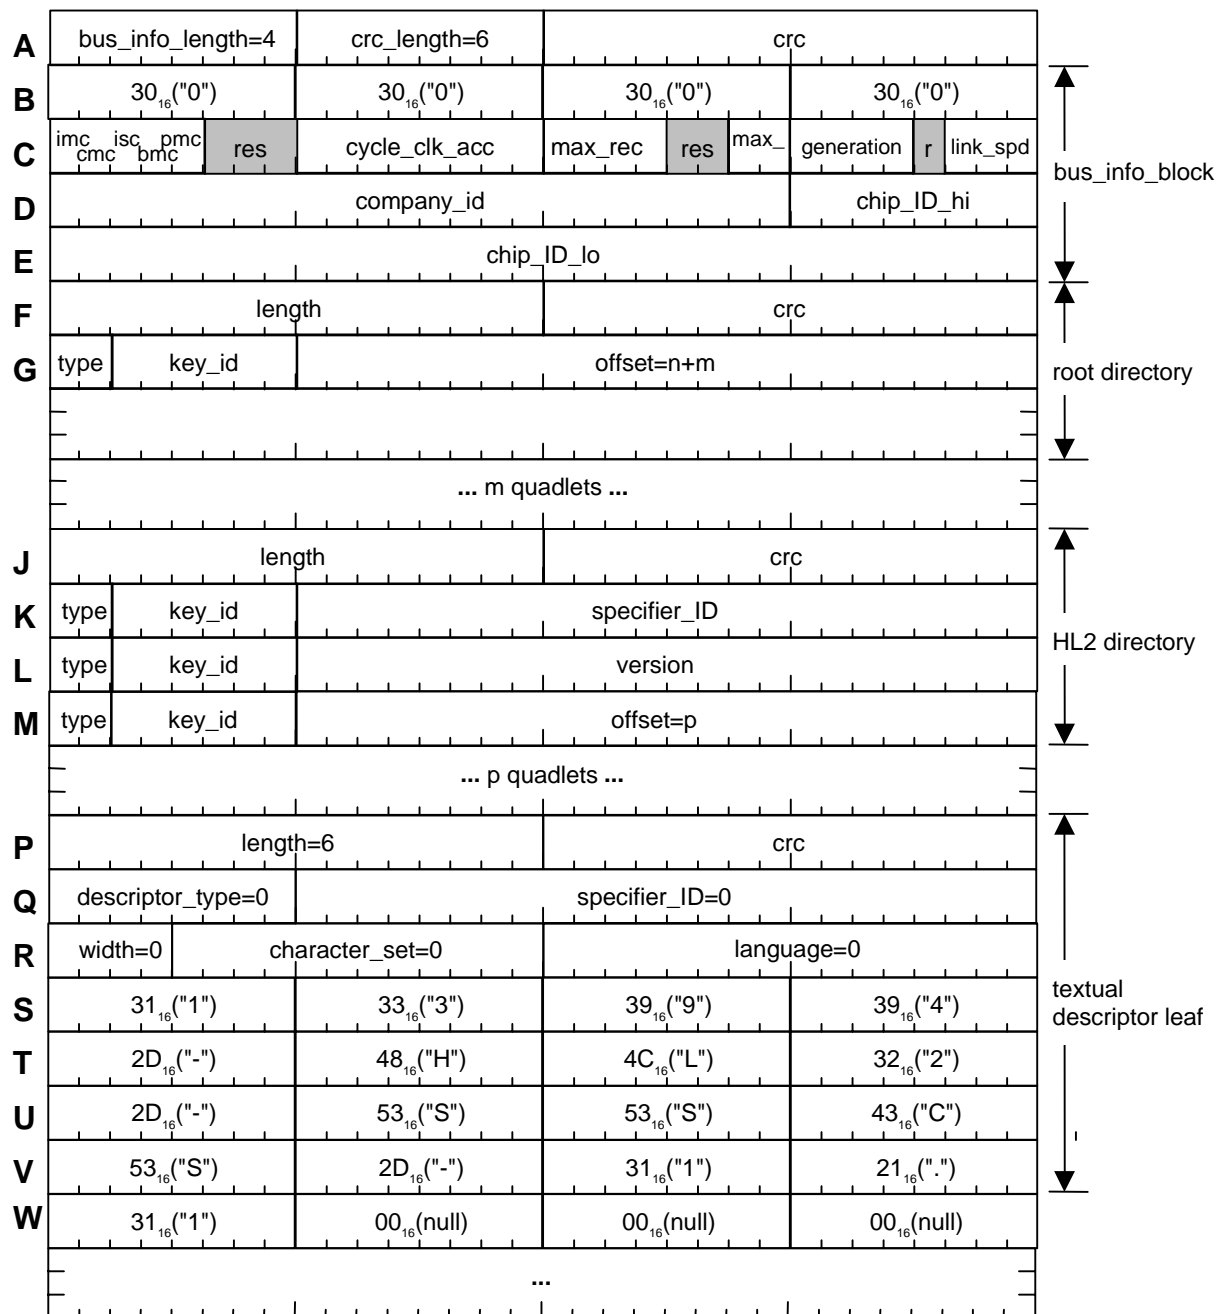 A bus_info_length=4 crc_length=6 crc
B 30₁₆("0") 30₁₆("0") 30₁₆("0") 30₁₆("0")
C imc cmc isc bmc pmc res cycle_clk_acc max_rec res max_ generation r link_spd
bus_info_block
D company_id chip_ID_hi
E chip_ID_lo
F length crc
G type key_id offset=n+m
root directory
... m quadlets ...
J length crc
K type key_id specifier_ID
HL2 directory
L type key_id version
M type key_id offset=p
... p quadlets ...
P length=6 crc
Q descriptor_type=0 specifier_ID=0
R width=0 character_set=0 language=0
S 31₁₆("1") 33₁₆("3") 39₁₆("9") 39₁₆("4")
textual
descriptor leaf
T 2D₁₆("-") 48₁₆("H") 4C₁₆("L") 32₁₆("2")
U 2D₁₆("-") 53₁₆("S") 53₁₆("S") 43₁₆("C")
V 53₁₆("S") 2D₁₆("-") 31₁₆("1") 21₁₆(".")
W 31₁₆("1") 00₁₆(null) 00₁₆(null) 00₁₆(null)
...